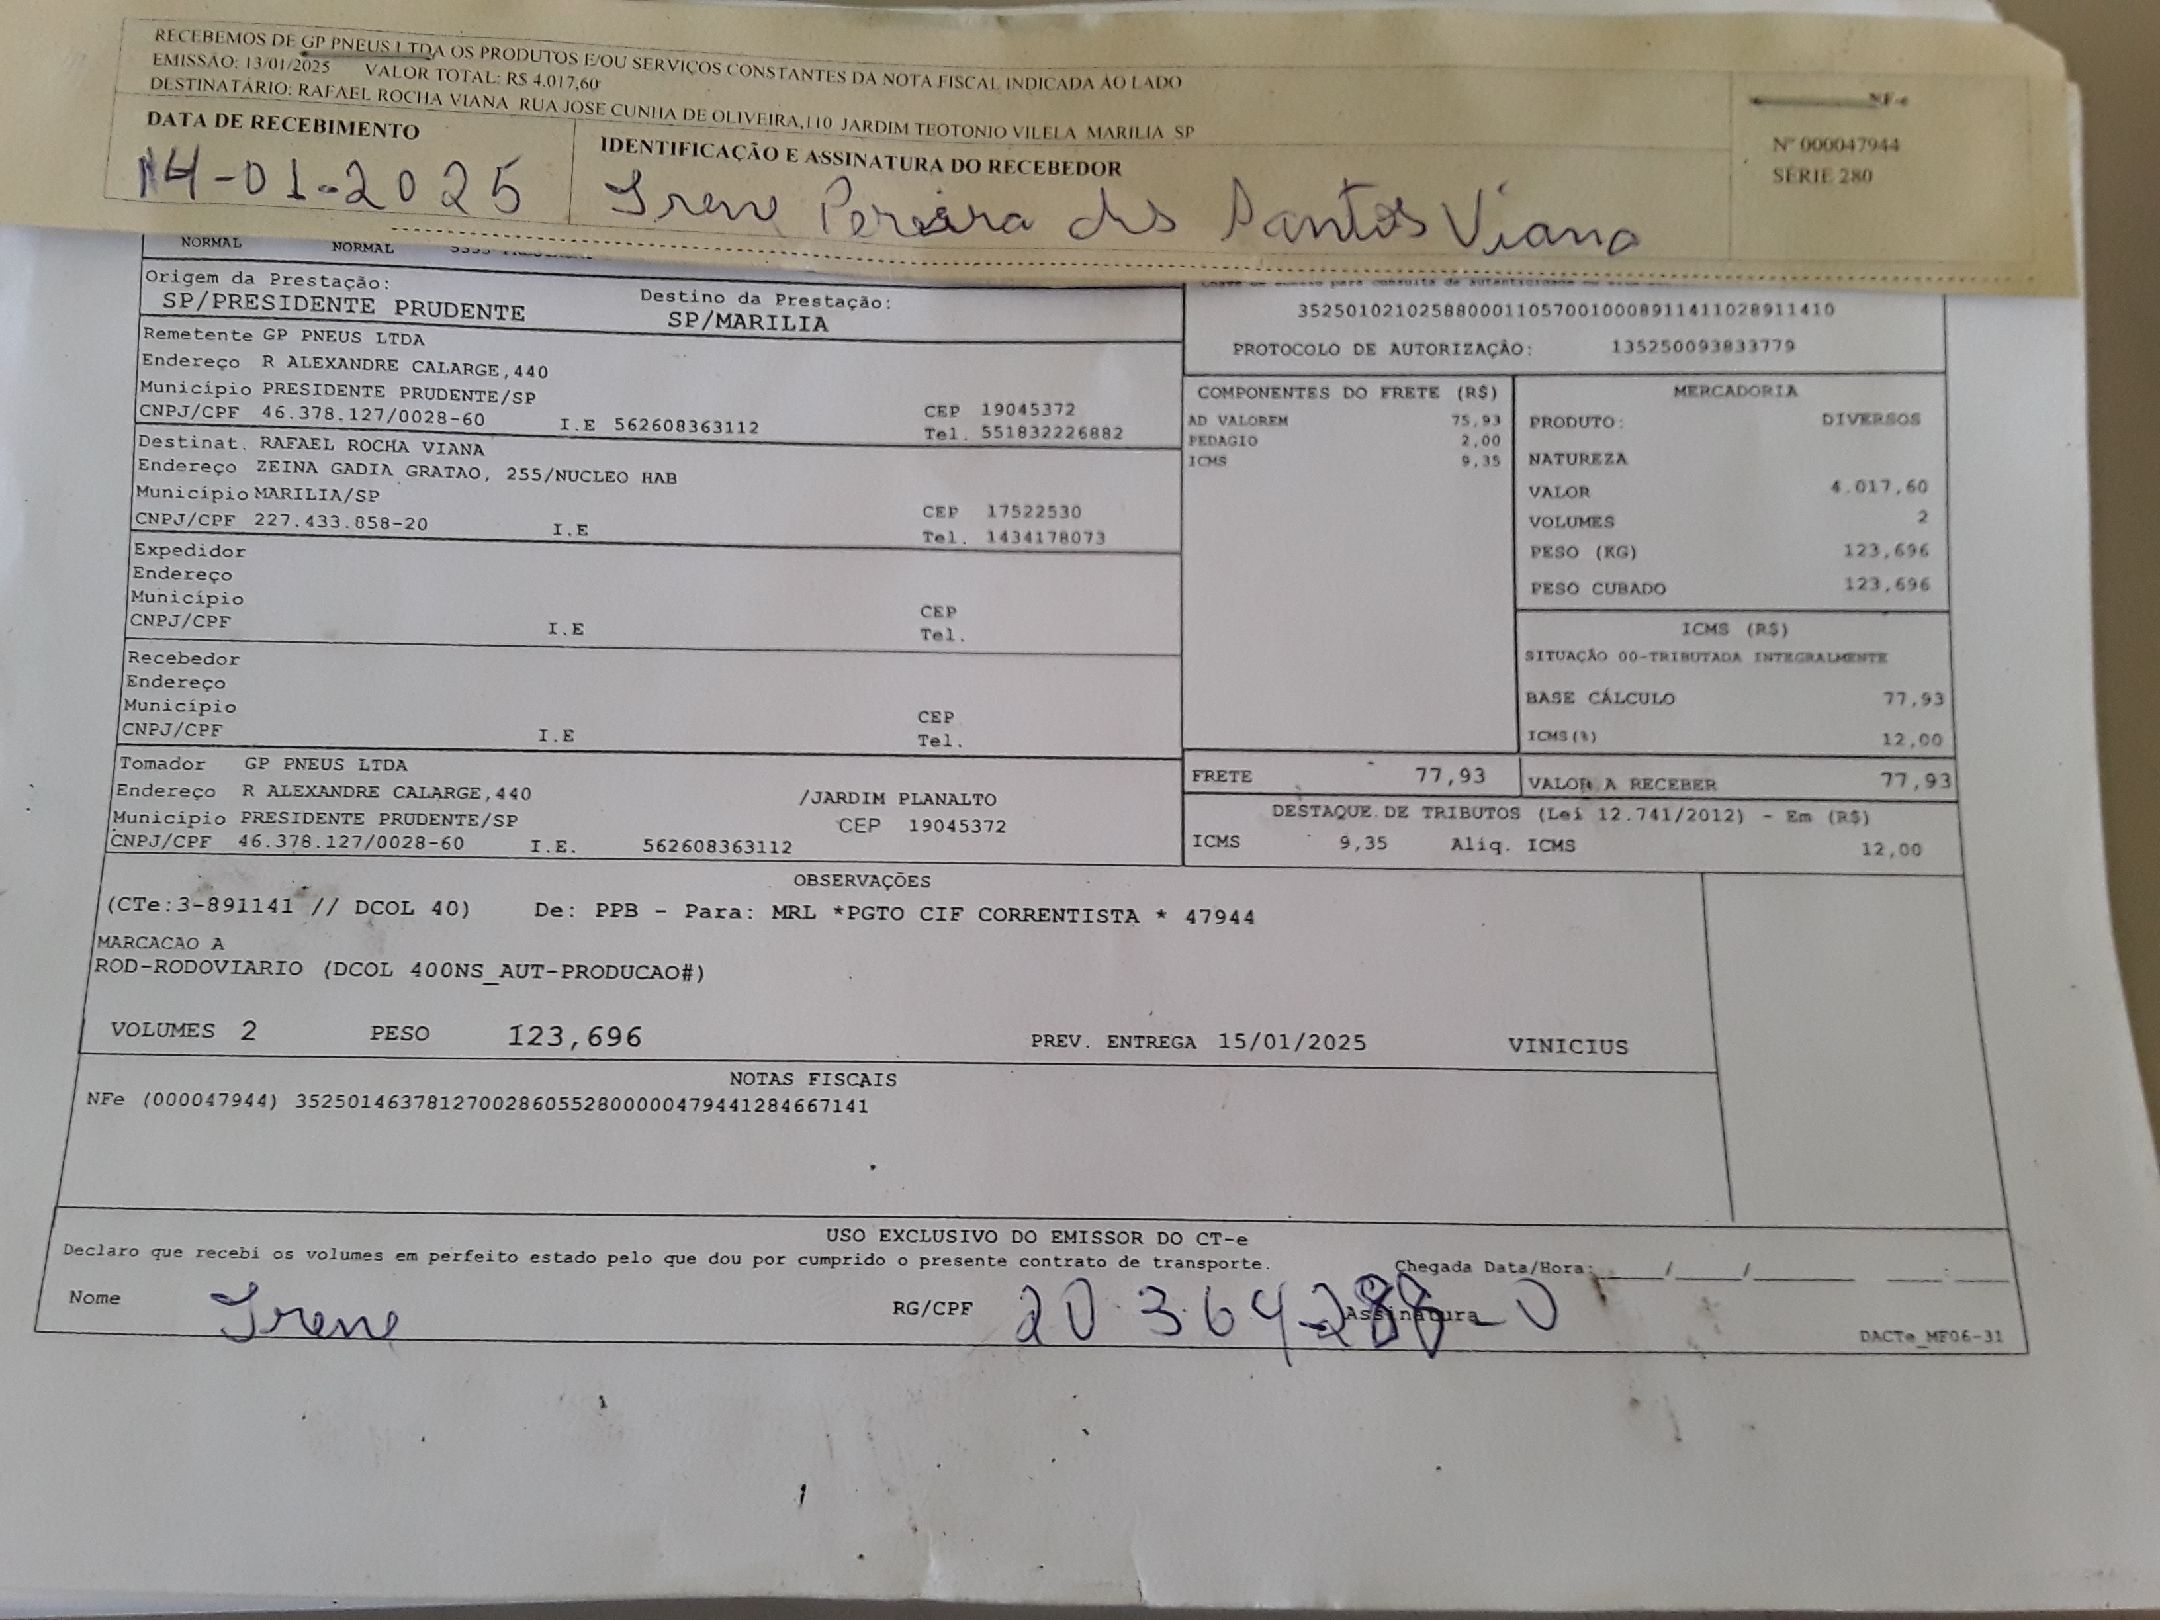 RECEBEMOS DE GP PNEUS LTDA OS PRODUTOS E/OU SERVIÇOS CONSTANTES DA NOTA FISCAL INDICADA AO LADO
EMISSÃO: 13/01/2025 VALOR TOTAL: R$ 4.017,60
DESTINATÁRIO: RAFAEL ROCHA VIANA RUA JOSE CUNHA DE OLIVEIRA,110 JARDIM TEOTONIO VILELA MARILIA SP
DATA DE RECEBIMENTO
14-01-2025
IDENTIFICAÇÃO E ASSINATURA DO RECEBEDOR
Irene Pereira dos Santos Viana
NF-e
Nº 000047944
SÉRIE 280
NORMAL NORMAL
Origem da Prestação:
SP/PRESIDENTE PRUDENTE
Destino da Prestação:
SP/MARILIA
Remetente GP PNEUS LTDA
Endereço R ALEXANDRE CALARGE,440
Município PRESIDENTE PRUDENTE/SP
CEP 19045372
CNPJ/CPF 46.378.127/0028-60 I.E 562608363112 Tel. 551832226882
Destinat. RAFAEL ROCHA VIANA
Endereço ZEINA GADIA GRATAO, 255/NUCLEO HAB
Município MARILIA/SP CEP 17522530
CNPJ/CPF 227.433.858-20 I.E Tel. 1434178073
Expedidor
Endereço
Município CEP
CNPJ/CPF I.E Tel.
Recebedor
Endereço
Município CEP
CNPJ/CPF I.E Tel.
Tomador GP PNEUS LTDA
Endereço R ALEXANDRE CALARGE,440 /JARDIM PLANALTO
Município PRESIDENTE PRUDENTE/SP CEP 19045372
CNPJ/CPF 46.378.127/0028-60 I.E. 562608363112
35250102102588000110570010008911411028911410
PROTOCOLO DE AUTORIZAÇÃO: 135250093833779
COMPONENTES DO FRETE (R$)
AD VALOREM 75,93
PEDAGIO 2,00
ICMS 9,35
MERCADORIA
PRODUTO: DIVERSOS
NATUREZA
VALOR 4.017,60
VOLUMES 2
PESO (KG) 123,696
PESO CUBADO 123,696
ICMS (R$)
SITUAÇÃO 00-TRIBUTADA INTEGRALMENTE
BASE CÁLCULO 77,93
ICMS(%) 12,00
FRETE 77,93 VALOR A RECEBER 77,93
DESTAQUE DE TRIBUTOS (Lei 12.741/2012) - Em (R$)
ICMS 9,35 Aliq. ICMS 12,00
OBSERVAÇÕES
(CTe:3-891141 // DCOL 40) De: PPB - Para: MRL *PGTO CIF CORRENTISTA * 47944
MARCACAO A
ROD-RODOVIARIO (DCOL 400NS_AUT-PRODUCAO#)
VOLUMES 2 PESO 123,696 PREV. ENTREGA 15/01/2025 VINICIUS
NOTAS FISCAIS
NFe (000047944) 35250146378127002860552800000479441284667141
USO EXCLUSIVO DO EMISSOR DO CT-e
Declaro que recebi os volumes em perfeito estado pelo que dou por cumprido o presente contrato de transporte. Chegada Data/Hora: ____/____/______ ___:___
Nome Irene RG/CPF 20 364-288-0 Assinatura
DACTe_MF06-31